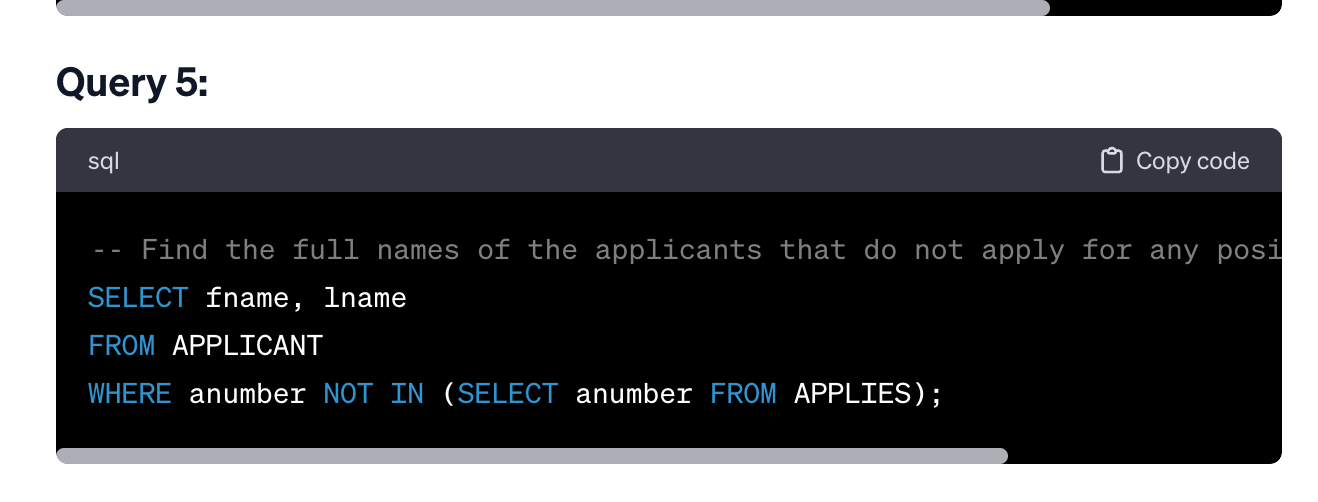 Query 5:
sql
Copy code
-- Find the full names of the applicants that do not apply for any posi
SELECT fname, lname
FROM APPLICANT
WHERE anumber NOT IN (SELECT anumber FROM APPLIES);